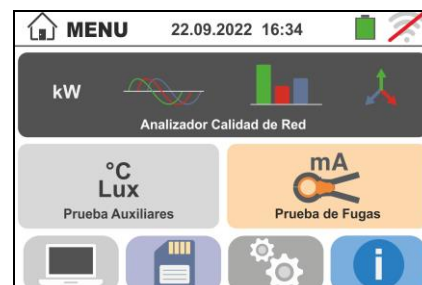 MENU 22.09.2022 16:34
kW
Analizador Calidad de Red
°C
Lux
Prueba Auxiliares
mA
Prueba de Fugas
i